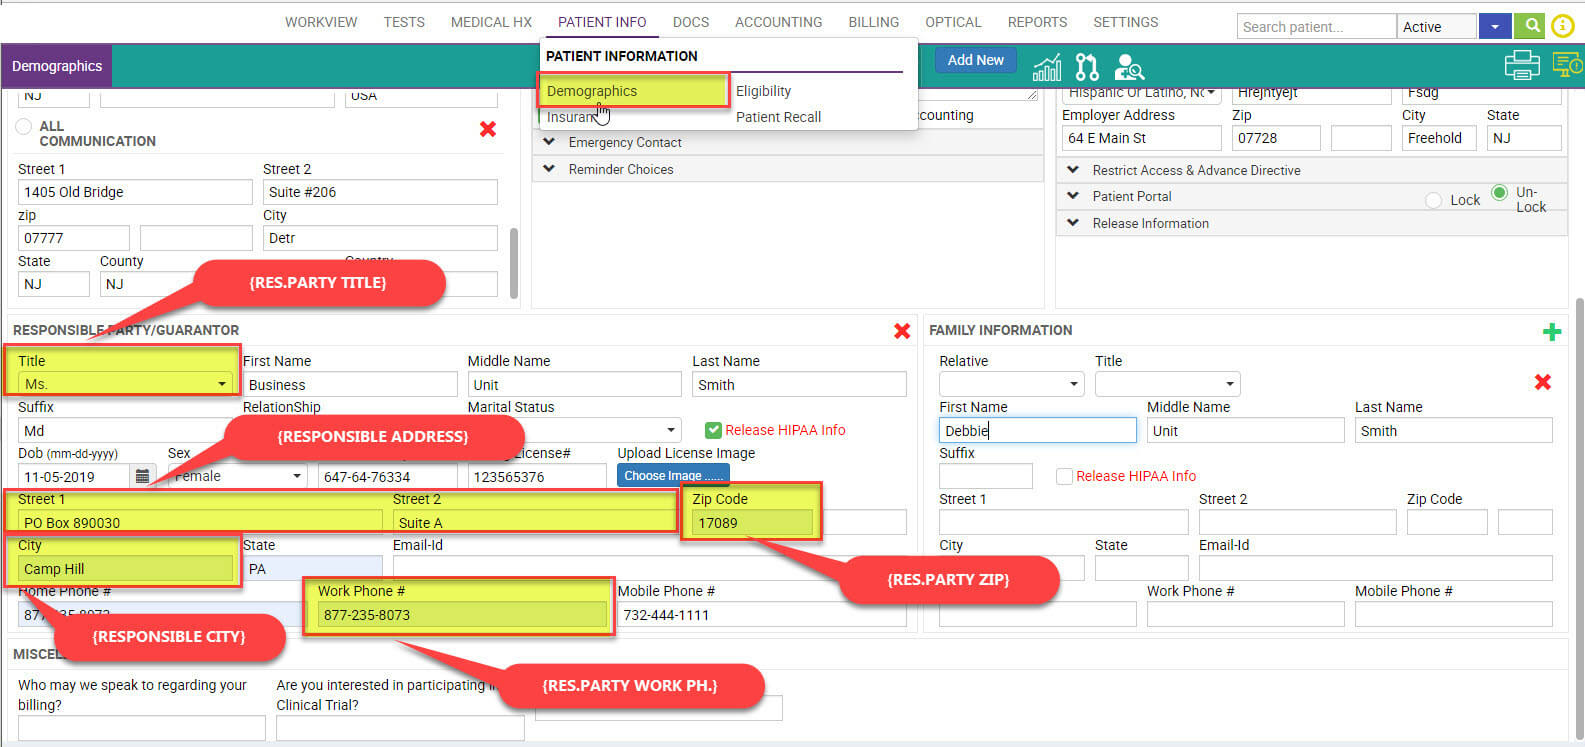 WORKVIEW TESTS MEDICAL HX PATIENT INFO DOCS ACCOUNTING BILLING OPTICAL REPORTS SETTINGS Search patient... Active
Demographics
PATIENT INFORMATION
Demographics Eligibility
Insuran Patient Recall
Add New
NJ USA
ALL
COMMUNICATION
Street 1 Street 2
1405 Old Bridge Suite #206
zip City
07777 Detr
State County Country
NJ NJ
{RES.PARTY TITLE}
counting
Emergency Contact
Reminder Choices
Hispanic Or Latino, No Hrejntyejt Fsdg
Employer Address Zip City State
64 E Main St 07728 Freehold NJ
Restrict Access & Advance Directive
Patient Portal Lock Un-
Lock
Release Information
RESPONSIBLE PARTY/GUARANTOR
Title First Name Middle Name Last Name
Ms. Business Unit Smith
Suffix RelationShip Marital Status
Md Release HIPAA Info
{RESPONSIBLE ADDRESS}
Dob (mm-dd-yyyy) Sex License# Upload License Image
11-05-2019 Female 647-64-76334 123565376 Choose Image ......
Street 1 Street 2 Zip Code
PO Box 890030 Suite A 17089
City State Email-Id
Camp Hill PA
{RES.PARTY ZIP}
Home Phone # Work Phone # Mobile Phone #
877-235-8073 877-235-8073 732-444-1111
{RESPONSIBLE CITY}
{RES.PARTY WORK PH.}
FAMILY INFORMATION
Relative Title
First Name Middle Name Last Name
Debbie Unit Smith
Suffix
Release HIPAA Info
Street 1 Street 2 Zip Code
City State Email-Id
Work Phone # Mobile Phone #
MISCEL
Who may we speak to regarding your
billing?
Are you interested in participating in
Clinical Trial?